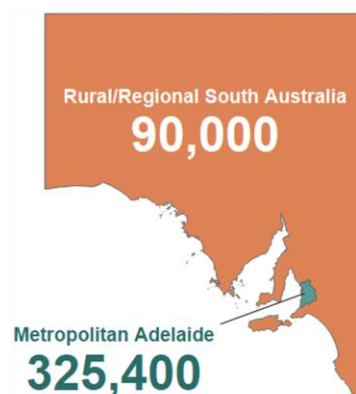 Rural/Regional South Australia
90,000
Metropolitan Adelaide
325,400